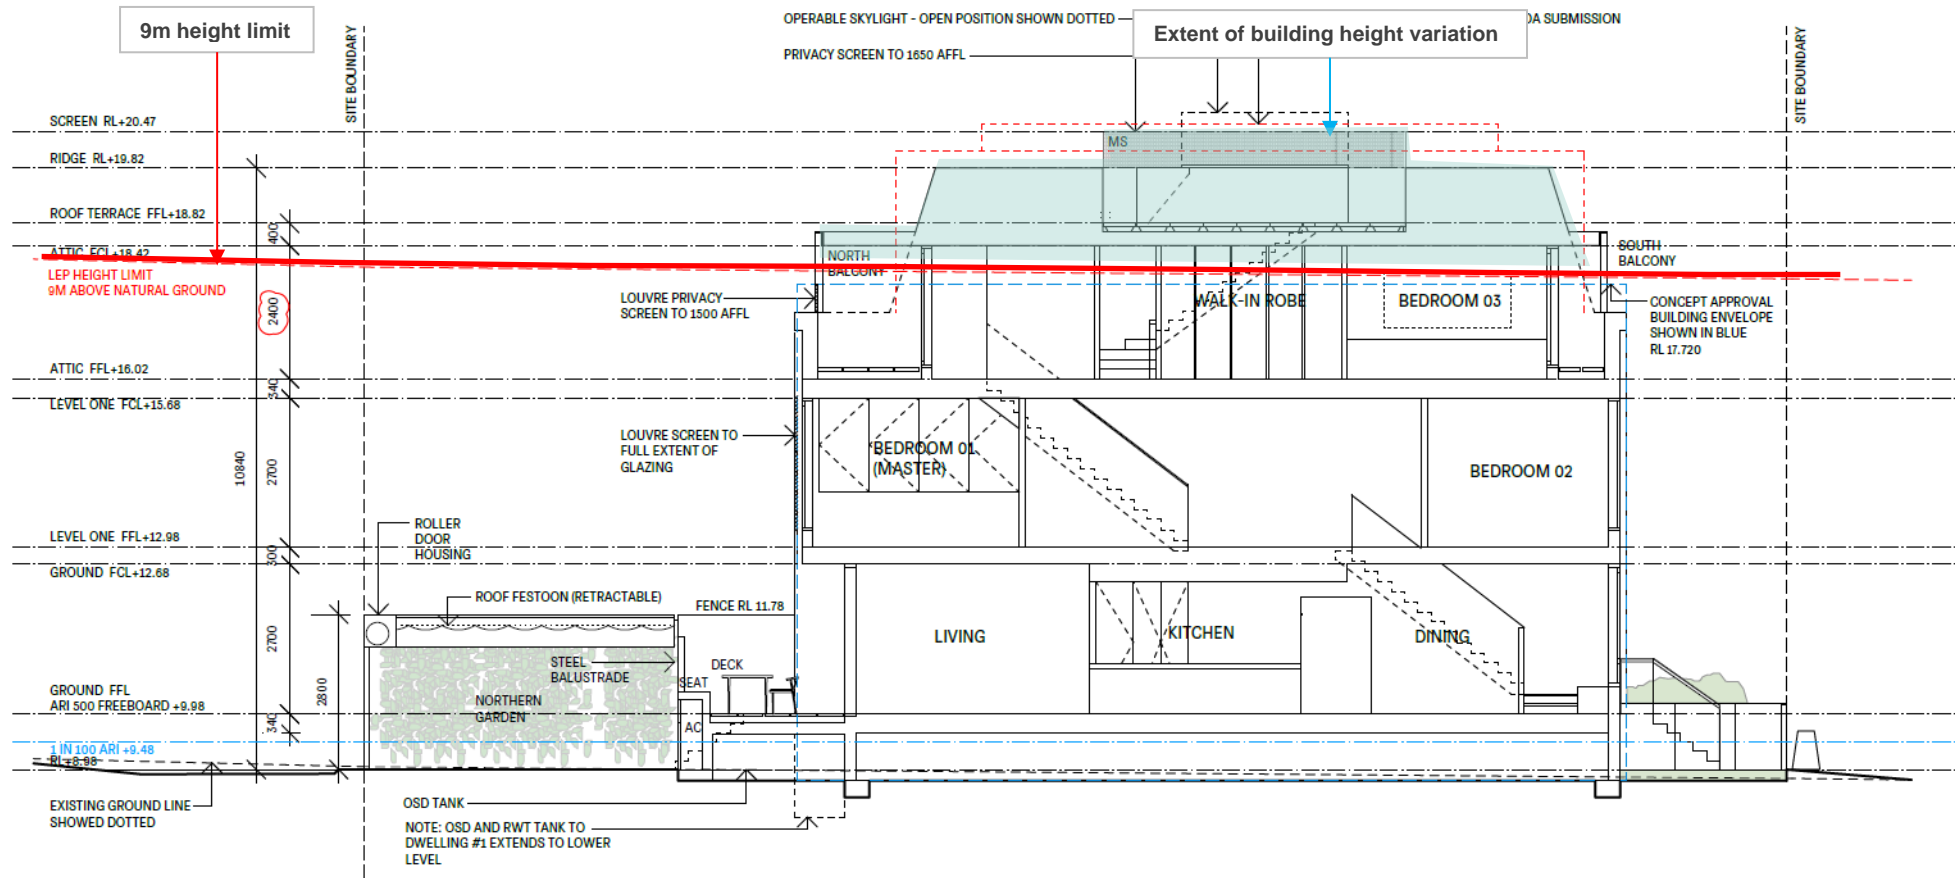 9m height limit
OPERABLE SKYLIGHT - OPEN POSITION SHOWN DOTTED
DA SUBMISSION
Extent of building height variation
PRIVACY SCREEN TO 1650 AFFL
SITE BOUNDARY
SITE BOUNDARY
SCREEN RL+20.47
MS
RIDGE RL+19.82
ROOF TERRACE FFL+18.82
400
ATTIC FCL+18.42
NORTH
BALCONY
SOUTH
BALCONY
LEP HEIGHT LIMIT
9M ABOVE NATURAL GROUND
2400
LOUVRE PRIVACY
SCREEN TO 1500 AFFL
WALK-IN ROBE
BEDROOM 03
CONCEPT APPROVAL
BUILDING ENVELOPE
SHOWN IN BLUE
RL 17.720
ATTIC FFL+16.02
340
LEVEL ONE FCL+15.68
LOUVRE SCREEN TO
FULL EXTENT OF
GLAZING
BEDROOM 01
(MASTER)
BEDROOM 02
10840
2700
LEVEL ONE FFL+12.98
300
ROLLER
DOOR
HOUSING
GROUND FCL+12.68
ROOF FESTOON (RETRACTABLE)
FENCE RL 11.78
LIVING
KITCHEN
DINING
2700
STEEL
BALUSTRADE
DECK
SEAT
2800
GROUND FFL
ARI 500 FREEBOARD +9.98
NORTHERN
GARDEN
340
AC
1 IN 100 ARI +9.48
RL+8.98
EXISTING GROUND LINE
SHOWED DOTTED
OSD TANK
NOTE: OSD AND RWT TANK TO
DWELLING #1 EXTENDS TO LOWER
LEVEL